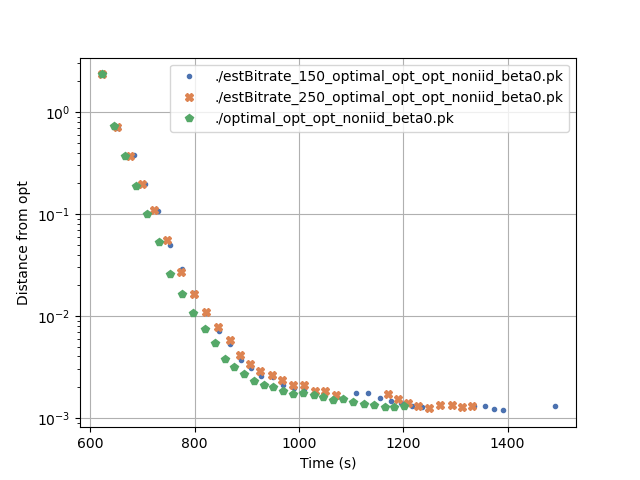 ./estBitrate_150_optimal_opt_opt_noniid_beta0.pk
./estBitrate_250_optimal_opt_opt_noniid_beta0.pk
./optimal_opt_opt_noniid_beta0.pk
Distance from opt
10⁰
10⁻¹
10⁻²
10⁻³
600 800 1000 1200 1400
Time (s)